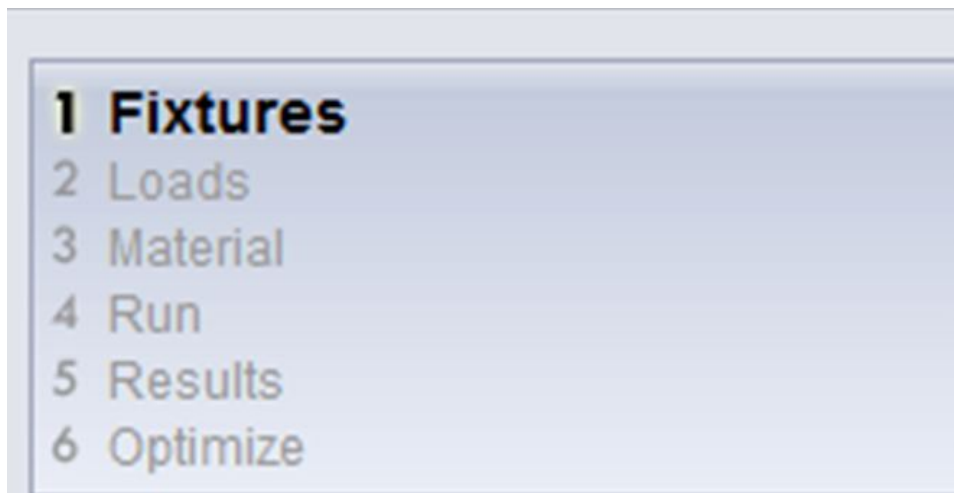 1 Fixtures
2 Loads
3 Material
4 Run
5 Results
6 Optimize